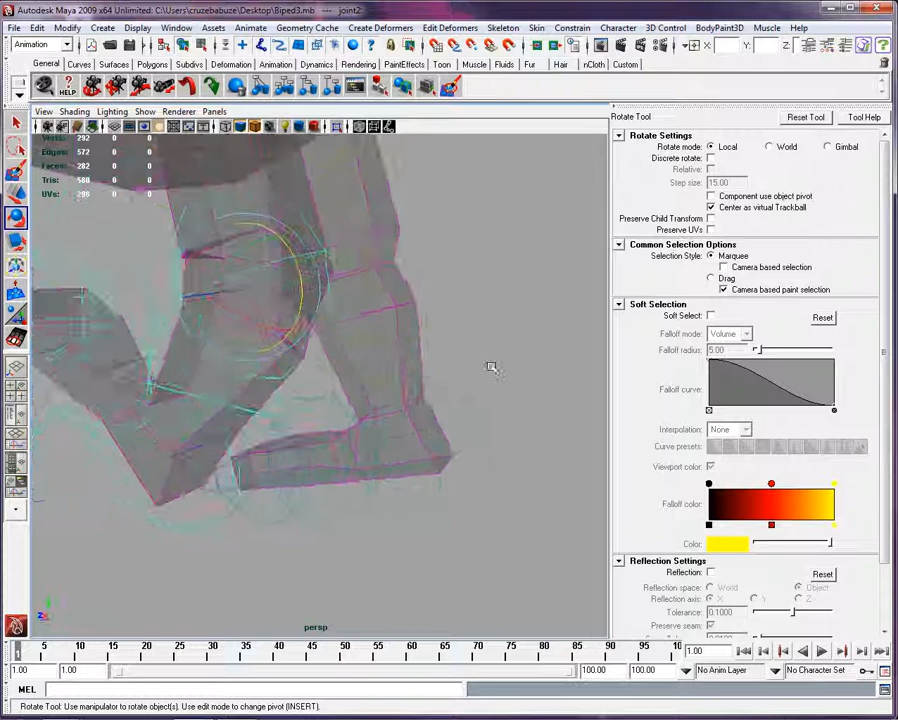 Autodesk Maya 2009 x64 Unlimited: C:\Users\cruzebabuze\Desktop\Biped3.mb --- joint2
File Edit Modify Create Display Window Assets Animate Geometry Cache Create Deformers Edit Deformers Skeleton Skin Constrain Character Muscle 3D Control BodyPaint3D Help
Animation X: Y: Z:
General Curves Surfaces Polygons Subdivs Deformation Animation Dynamics Rendering PaintEffects Toon Muscle Fluids Fur Hair nCloth Custom
HELP
View Shading Lighting Show Renderer Panels
Rotate Tool Reset Tool Tool Help
Verts: 292 0 0
Edges: 572 0 0
Faces: 282 0 0
Tris: 580 0 0
UVs: 298 0 0
Rotate Settings
Rotate mode: Local World Gimbal
Discrete rotate:
Relative:
Step size: 15.00
Component use object pivot
Center as virtual Trackball
Preserve Child Transform
Preserve UVs
Common Selection Options
Selection Style: Marquee
Camera based selection
Drag
Camera based paint selection
Soft Selection
Soft Select: Reset
Falloff mode: Volume
Falloff radius: 5.00
Falloff curve:
Interpolation: None
Curve presets:
Viewport color:
Falloff color:
Color:
Reflection Settings
Reflection: Reset
Reflection space: World Object
Reflection axis: X Y Z
Tolerance: 0.1000
Preserve seam:
persp
5 10 15 20 25 30 35 40 45 50 55 60 65 70 75 80 85 90 95 100 1.00
1.00 1.00 100.00 100.00 No Anim Layer No Character Set
MEL
Rotate Tool: Use manipulator to rotate object(s). Use edit mode to change pivot (INSERT).